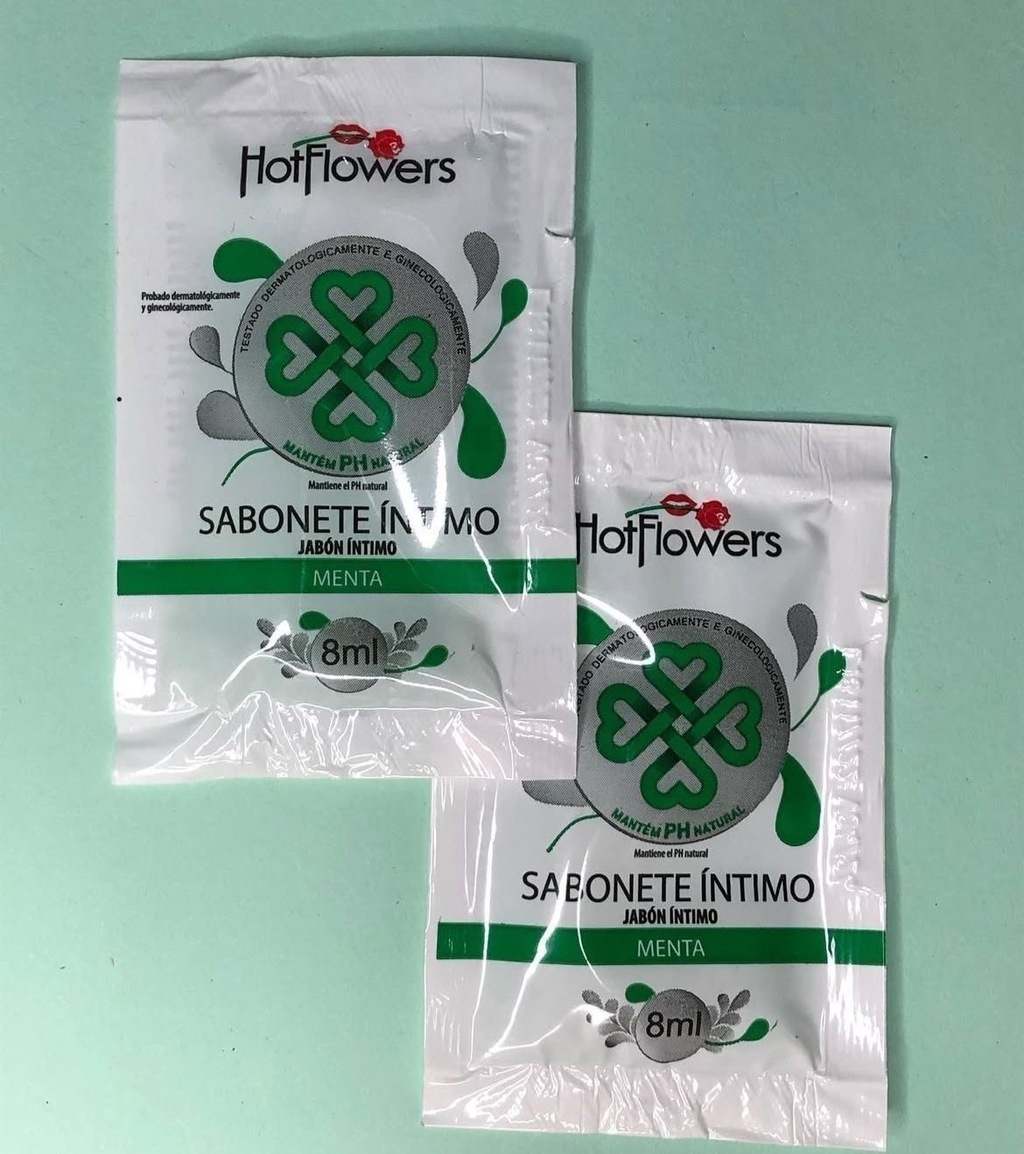 HotFlowers
TESTADO DERMATOLOGICAMENTE E GINECOLOGICAMENTE
Probado dermatológicamente
y ginecológicamente.
MANTÉM PH NATURAL
Mantiene el PH natural
SABONETE ÍNTIMO
JABÓN ÍNTIMO
MENTA
8ml
HotFlowers
DERMATOLOGICAMENTE E GINECOLOGICAMENTE
MANTÉM PH NATURAL
Mantiene el PH natural
SABONETE ÍNTIMO
JABÓN ÍNTIMO
MENTA
8ml